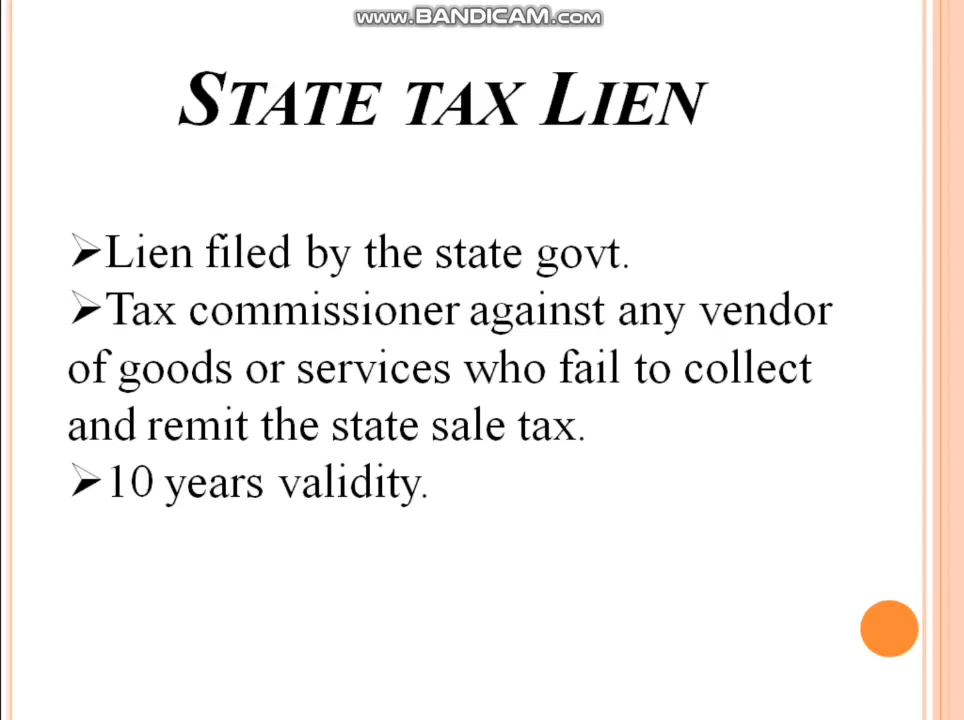 www.BANDICAM.com
STATE TAX LIEN
➢Lien filed by the state govt.
➢Tax commissioner against any vendor
of goods or services who fail to collect
and remit the state sale tax.
➢10 years validity.